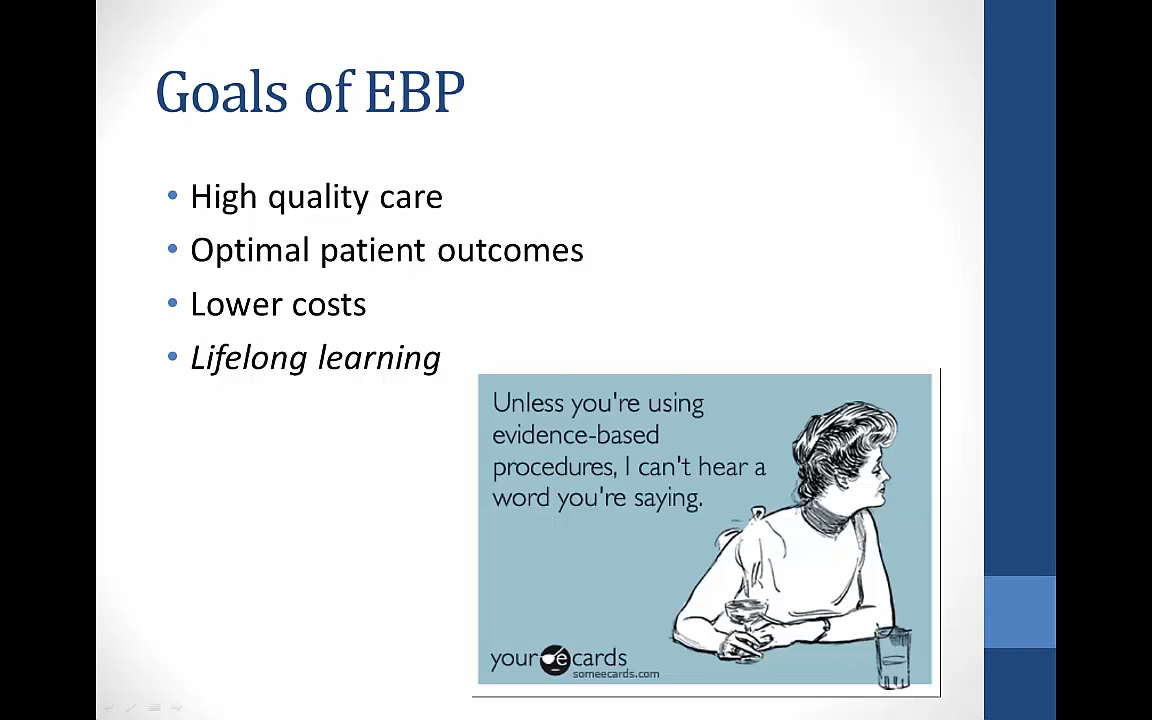 Goals of EBP
• High quality care
• Optimal patient outcomes
• Lower costs
• Lifelong learning
Unless you're using
evidence-based
procedures, I can't hear a
word you're saying.
your e cards
someecards.com